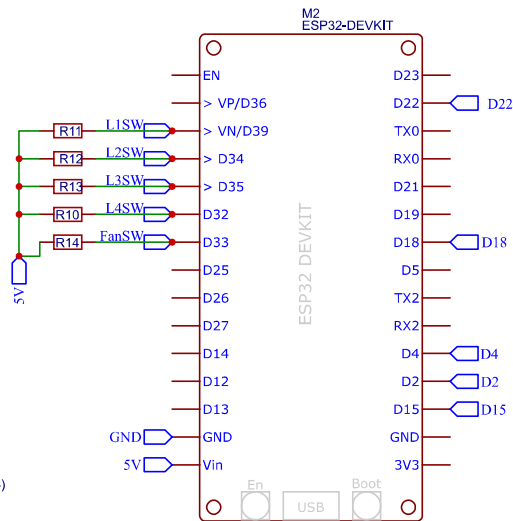 M2
ESP32-DEVKIT
EN
D23
> VP/D36
D22
D22
R11
L1SW
> VN/D39
TX0
R12
L2SW
> D34
RX0
R13
L3SW
> D35
D21
R10
L4SW
D32
D19
R14
FanSW
D33
D18
D18
5V
D25
D5
D26
TX2
D27
RX2
D14
D4
D4
D12
D2
D2
D13
D15
D15
GND
GND
GND
5V
Vin
3V3
ESP32 DEVKIT
En
USB
Boot
)